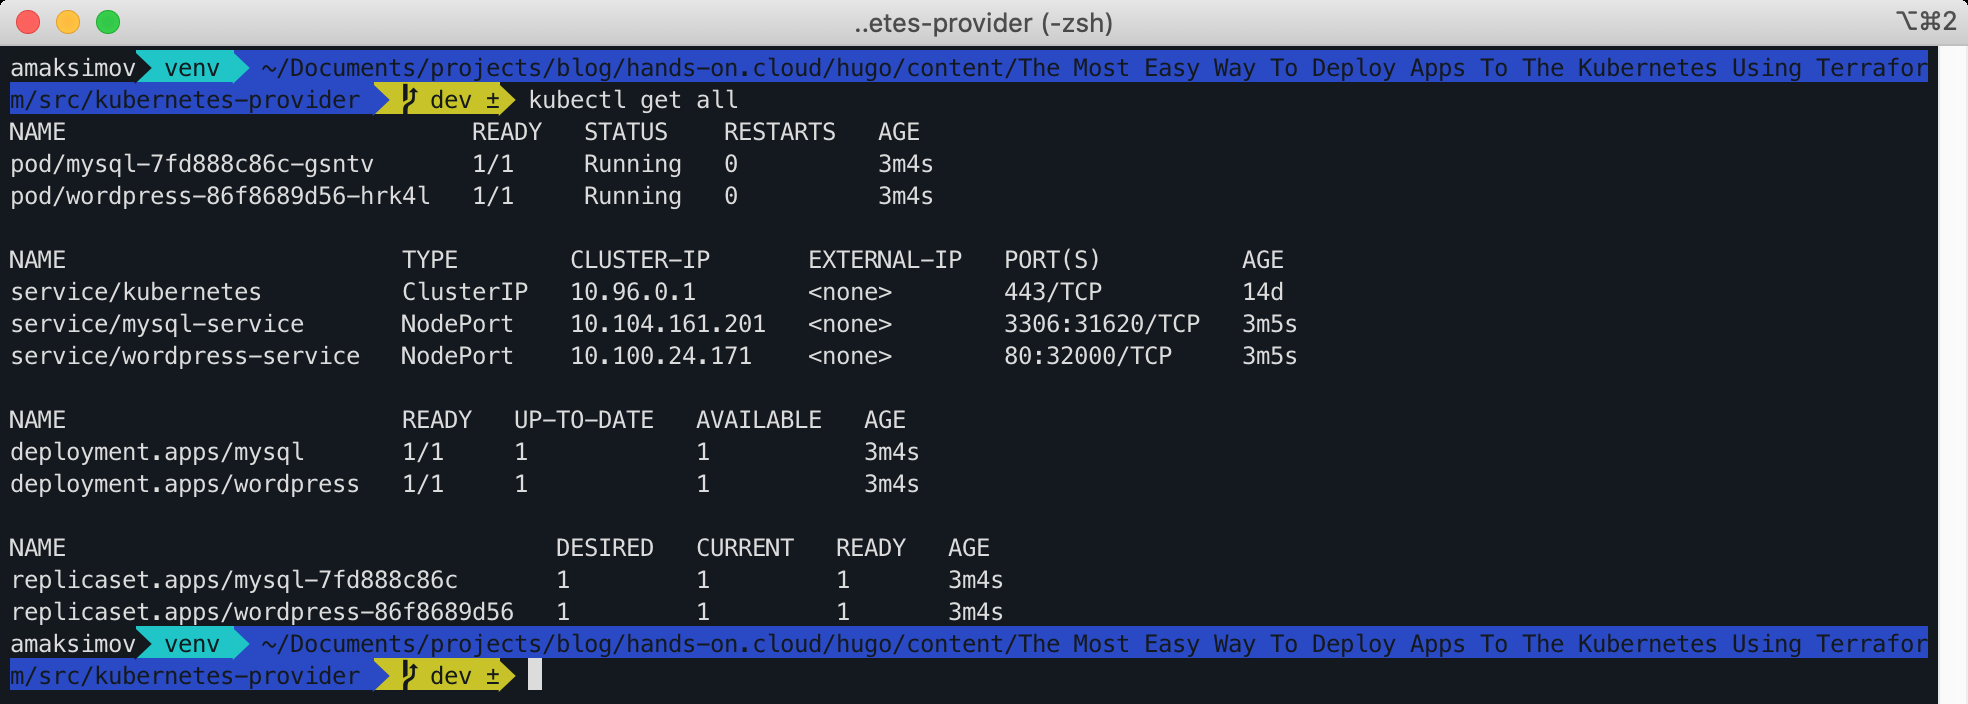 ..etes-provider (-zsh) ⌥⌘2
amaksimov venv ~/Documents/projects/blog/hands-on.cloud/hugo/content/The Most Easy Way To Deploy Apps To The Kubernetes Using Terrafor
m/src/kubernetes-provider dev ± kubectl get all
NAME READY STATUS RESTARTS AGE
pod/mysql-7fd888c86c-gsntv 1/1 Running 0 3m4s
pod/wordpress-86f8689d56-hrk4l 1/1 Running 0 3m4s
NAME TYPE CLUSTER-IP EXTERNAL-IP PORT(S) AGE
service/kubernetes ClusterIP 10.96.0.1 <none> 443/TCP 14d
service/mysql-service NodePort 10.104.161.201 <none> 3306:31620/TCP 3m5s
service/wordpress-service NodePort 10.100.24.171 <none> 80:32000/TCP 3m5s
NAME READY UP-TO-DATE AVAILABLE AGE
deployment.apps/mysql 1/1 1 1 3m4s
deployment.apps/wordpress 1/1 1 1 3m4s
NAME DESIRED CURRENT READY AGE
replicaset.apps/mysql-7fd888c86c 1 1 1 3m4s
replicaset.apps/wordpress-86f8689d56 1 1 1 3m4s
amaksimov venv ~/Documents/projects/blog/hands-on.cloud/hugo/content/The Most Easy Way To Deploy Apps To The Kubernetes Using Terrafor
m/src/kubernetes-provider dev ±